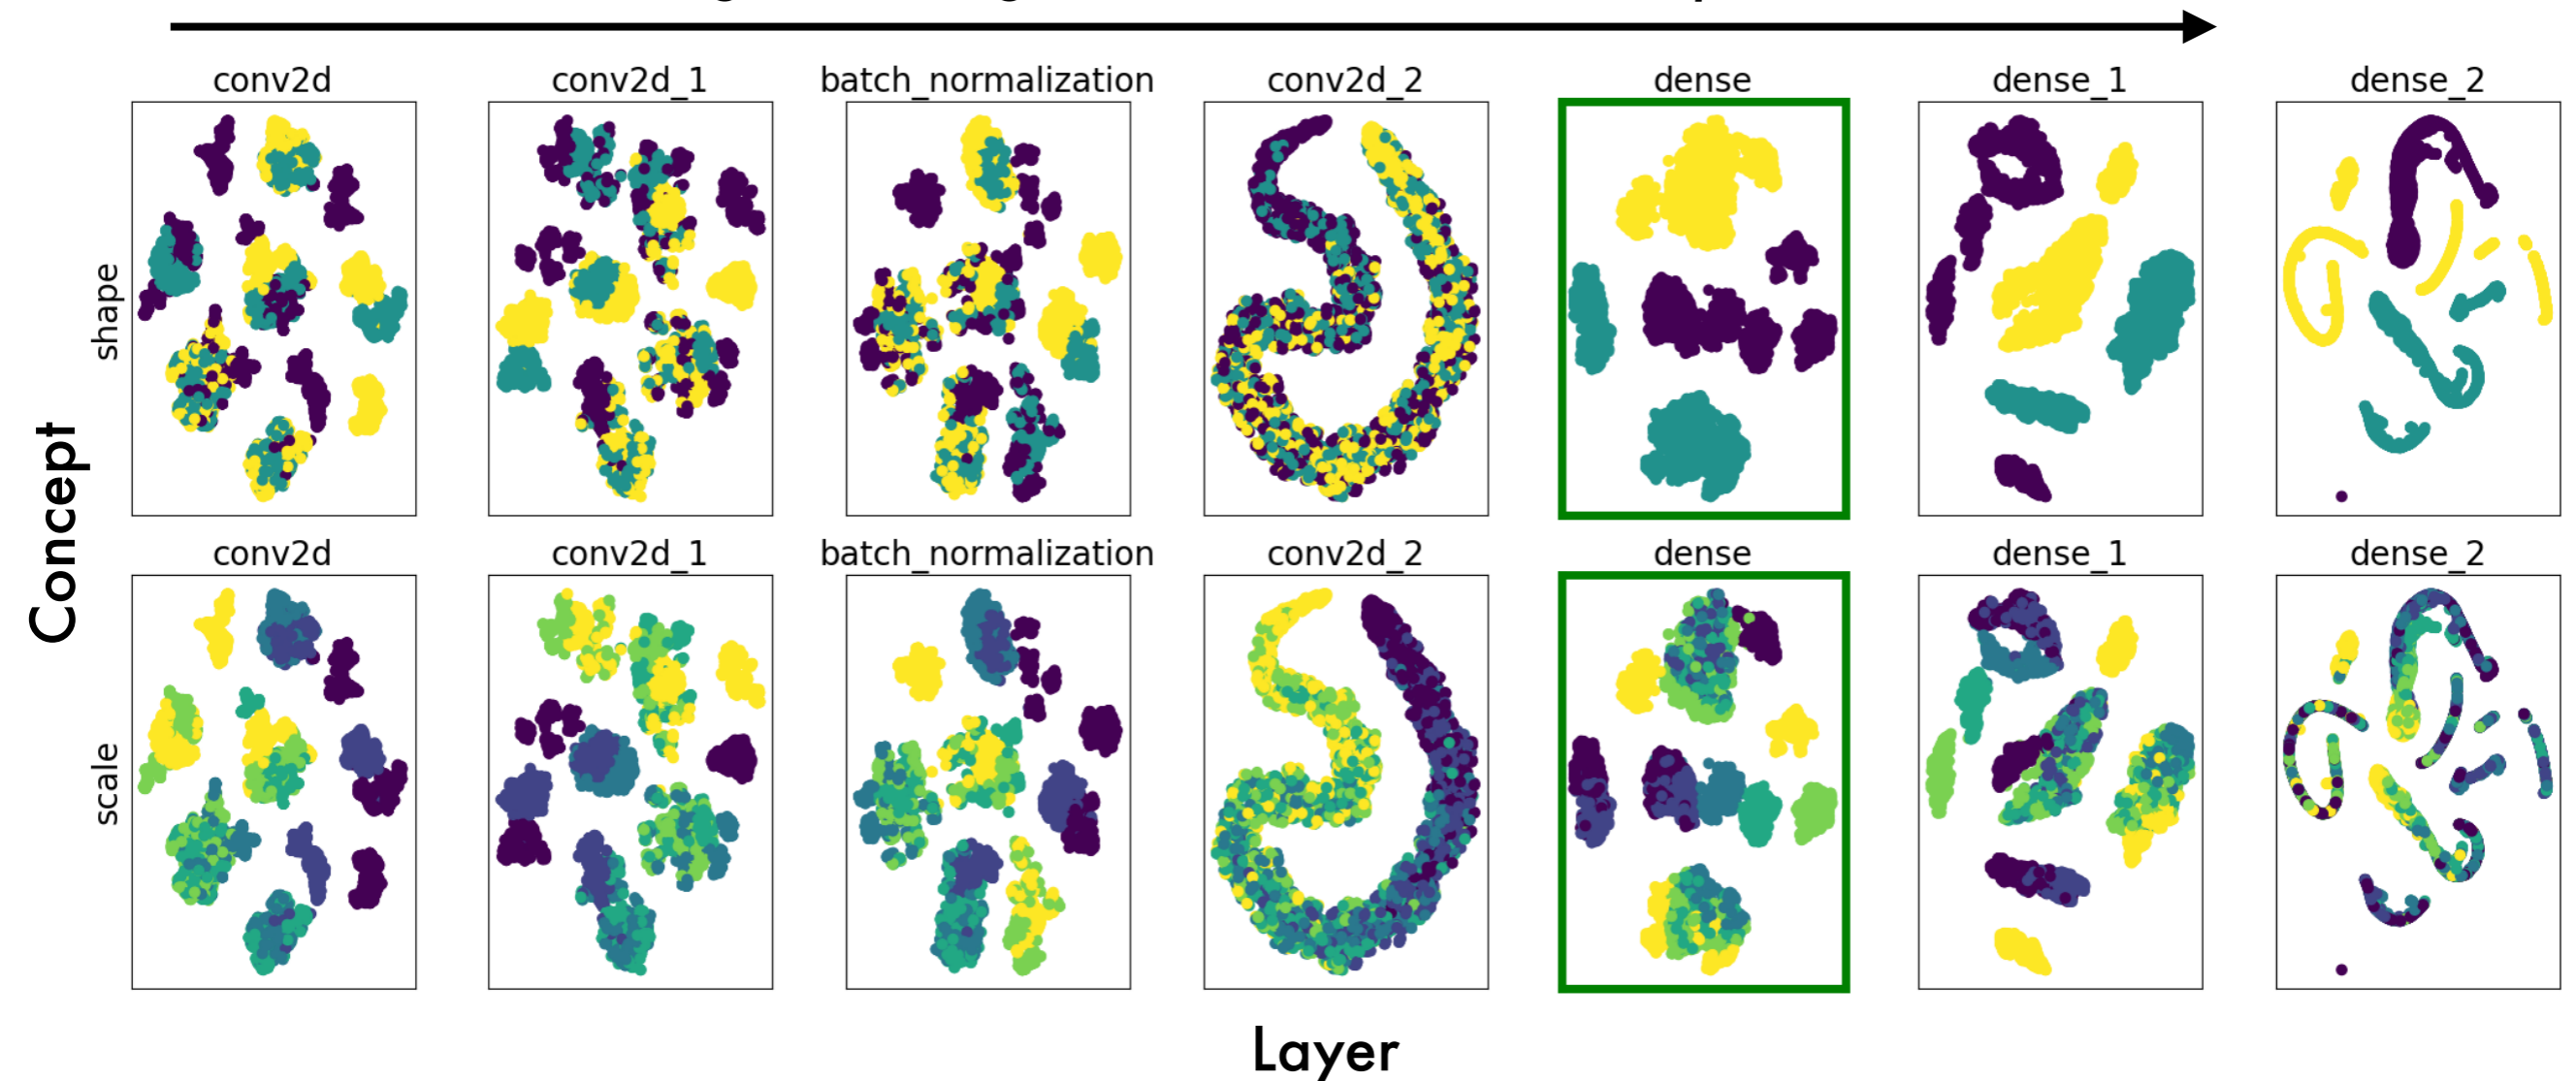 conv2d conv2d_1 batch_normalization conv2d_2 dense dense_1 dense_2
shape
Concept
conv2d conv2d_1 batch_normalization conv2d_2 dense dense_1 dense_2
scale
Layer